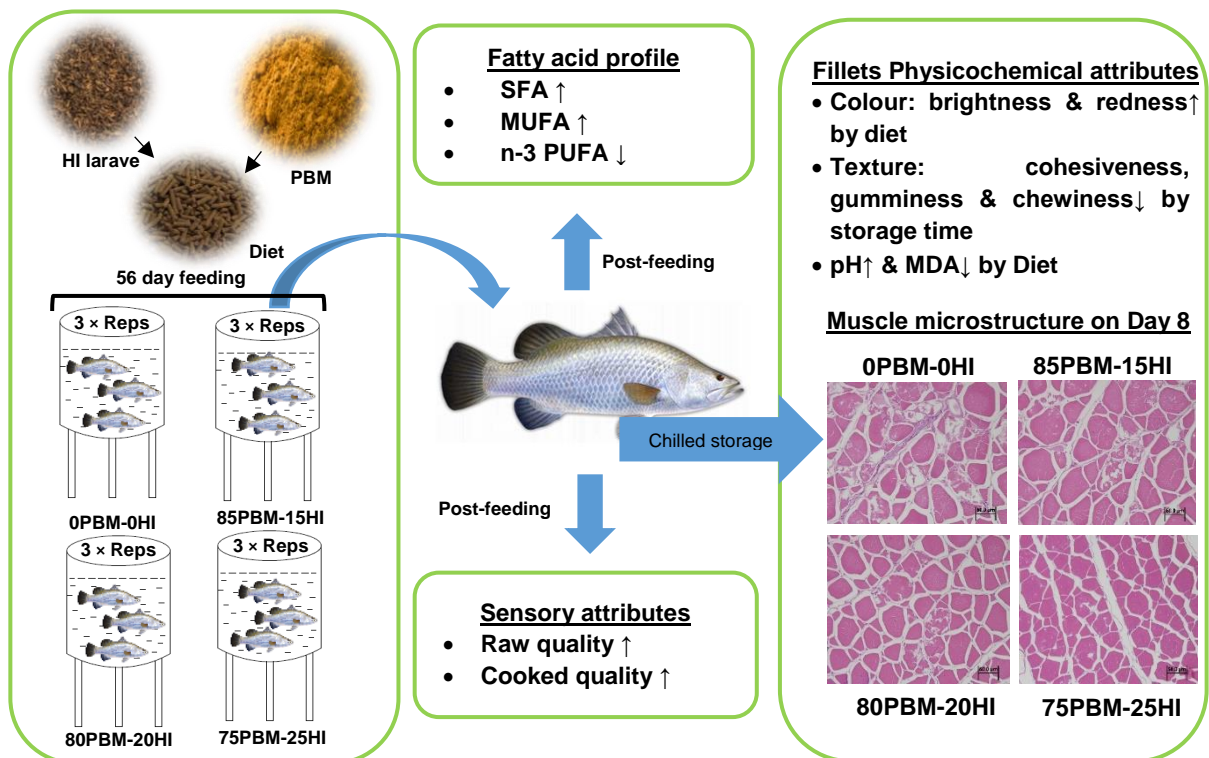 HI larave
PBM
Diet
56 day feeding
3 × Reps
3 × Reps
0PBM-0HI
85PBM-15HI
3 × Reps
3 × Reps
80PBM-20HI
75PBM-25HI
Fatty acid profile
• SFA ↑
• MUFA ↑
• n-3 PUFA ↓
Post-feeding
Chilled storage
Post-feeding
Sensory attributes
• Raw quality ↑
• Cooked quality ↑
Fillets Physicochemical attributes
• Colour: brightness & redness↑
by diet
• Texture: cohesiveness,
gumminess & chewiness↓ by
storage time
• pH↑ & MDA↓ by Diet
Muscle microstructure on Day 8
0PBM-0HI
85PBM-15HI
80PBM-20HI
75PBM-25HI